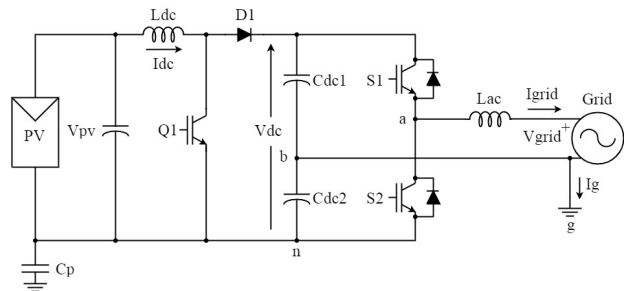 Ldc
D1
Idc
Cdc1
S1
Lac
Igrid
Grid
PV
Vpv
Q1
Vdc
a
Vgrid
+
b
Cdc2
S2
Ig
g
n
Cp